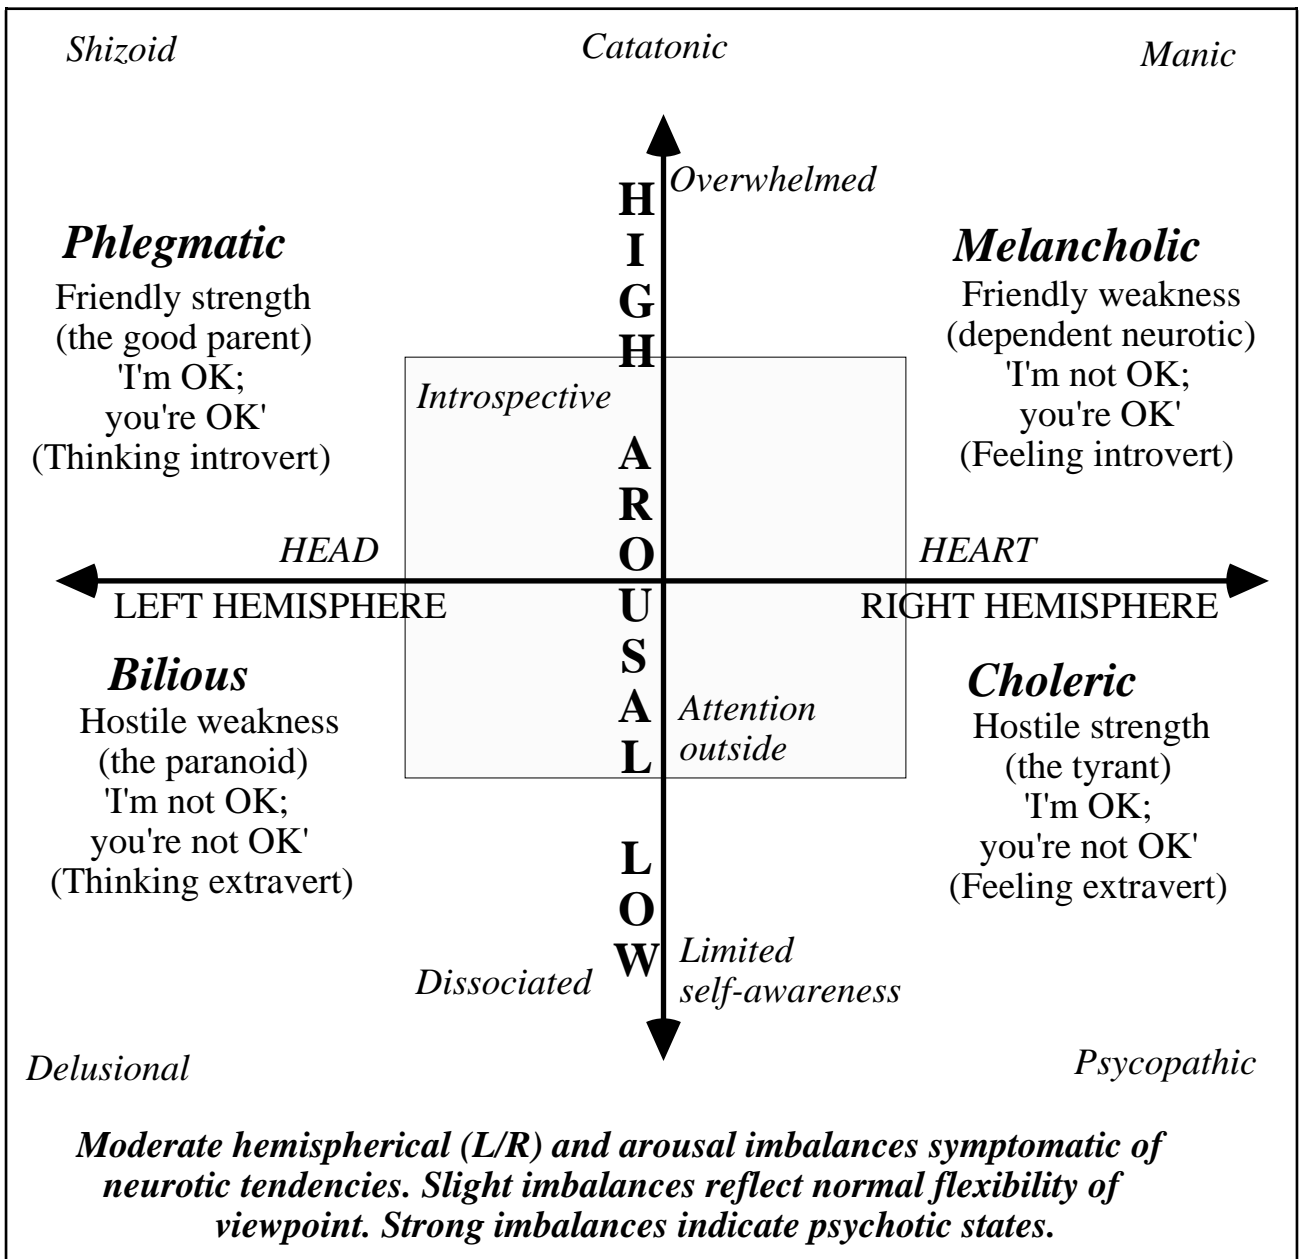 Shizoid
Catatonic
Manic
Overwhelmed
HIGH AROUSAL LOW
Phlegmatic
Friendly strength
(the good parent)
'I'm OK;
you're OK'
(Thinking introvert)
Melancholic
Friendly weakness
(dependent neurotic)
'I'm not OK;
you're OK'
(Feeling introvert)
Introspective
HEAD
HEART
LEFT HEMISPHERE
RIGHT HEMISPHERE
Bilious
Hostile weakness
(the paranoid)
'I'm not OK;
you're not OK'
(Thinking extravert)
Attention
outside
Choleric
Hostile strength
(the tyrant)
'I'm OK;
you're not OK'
(Feeling extravert)
Dissociated
Limited
self-awareness
Delusional
Psycopathic
Moderate hemispherical (L/R) and arousal imbalances symptomatic of
neurotic tendencies. Slight imbalances reflect normal flexibility of
viewpoint. Strong imbalances indicate psychotic states.